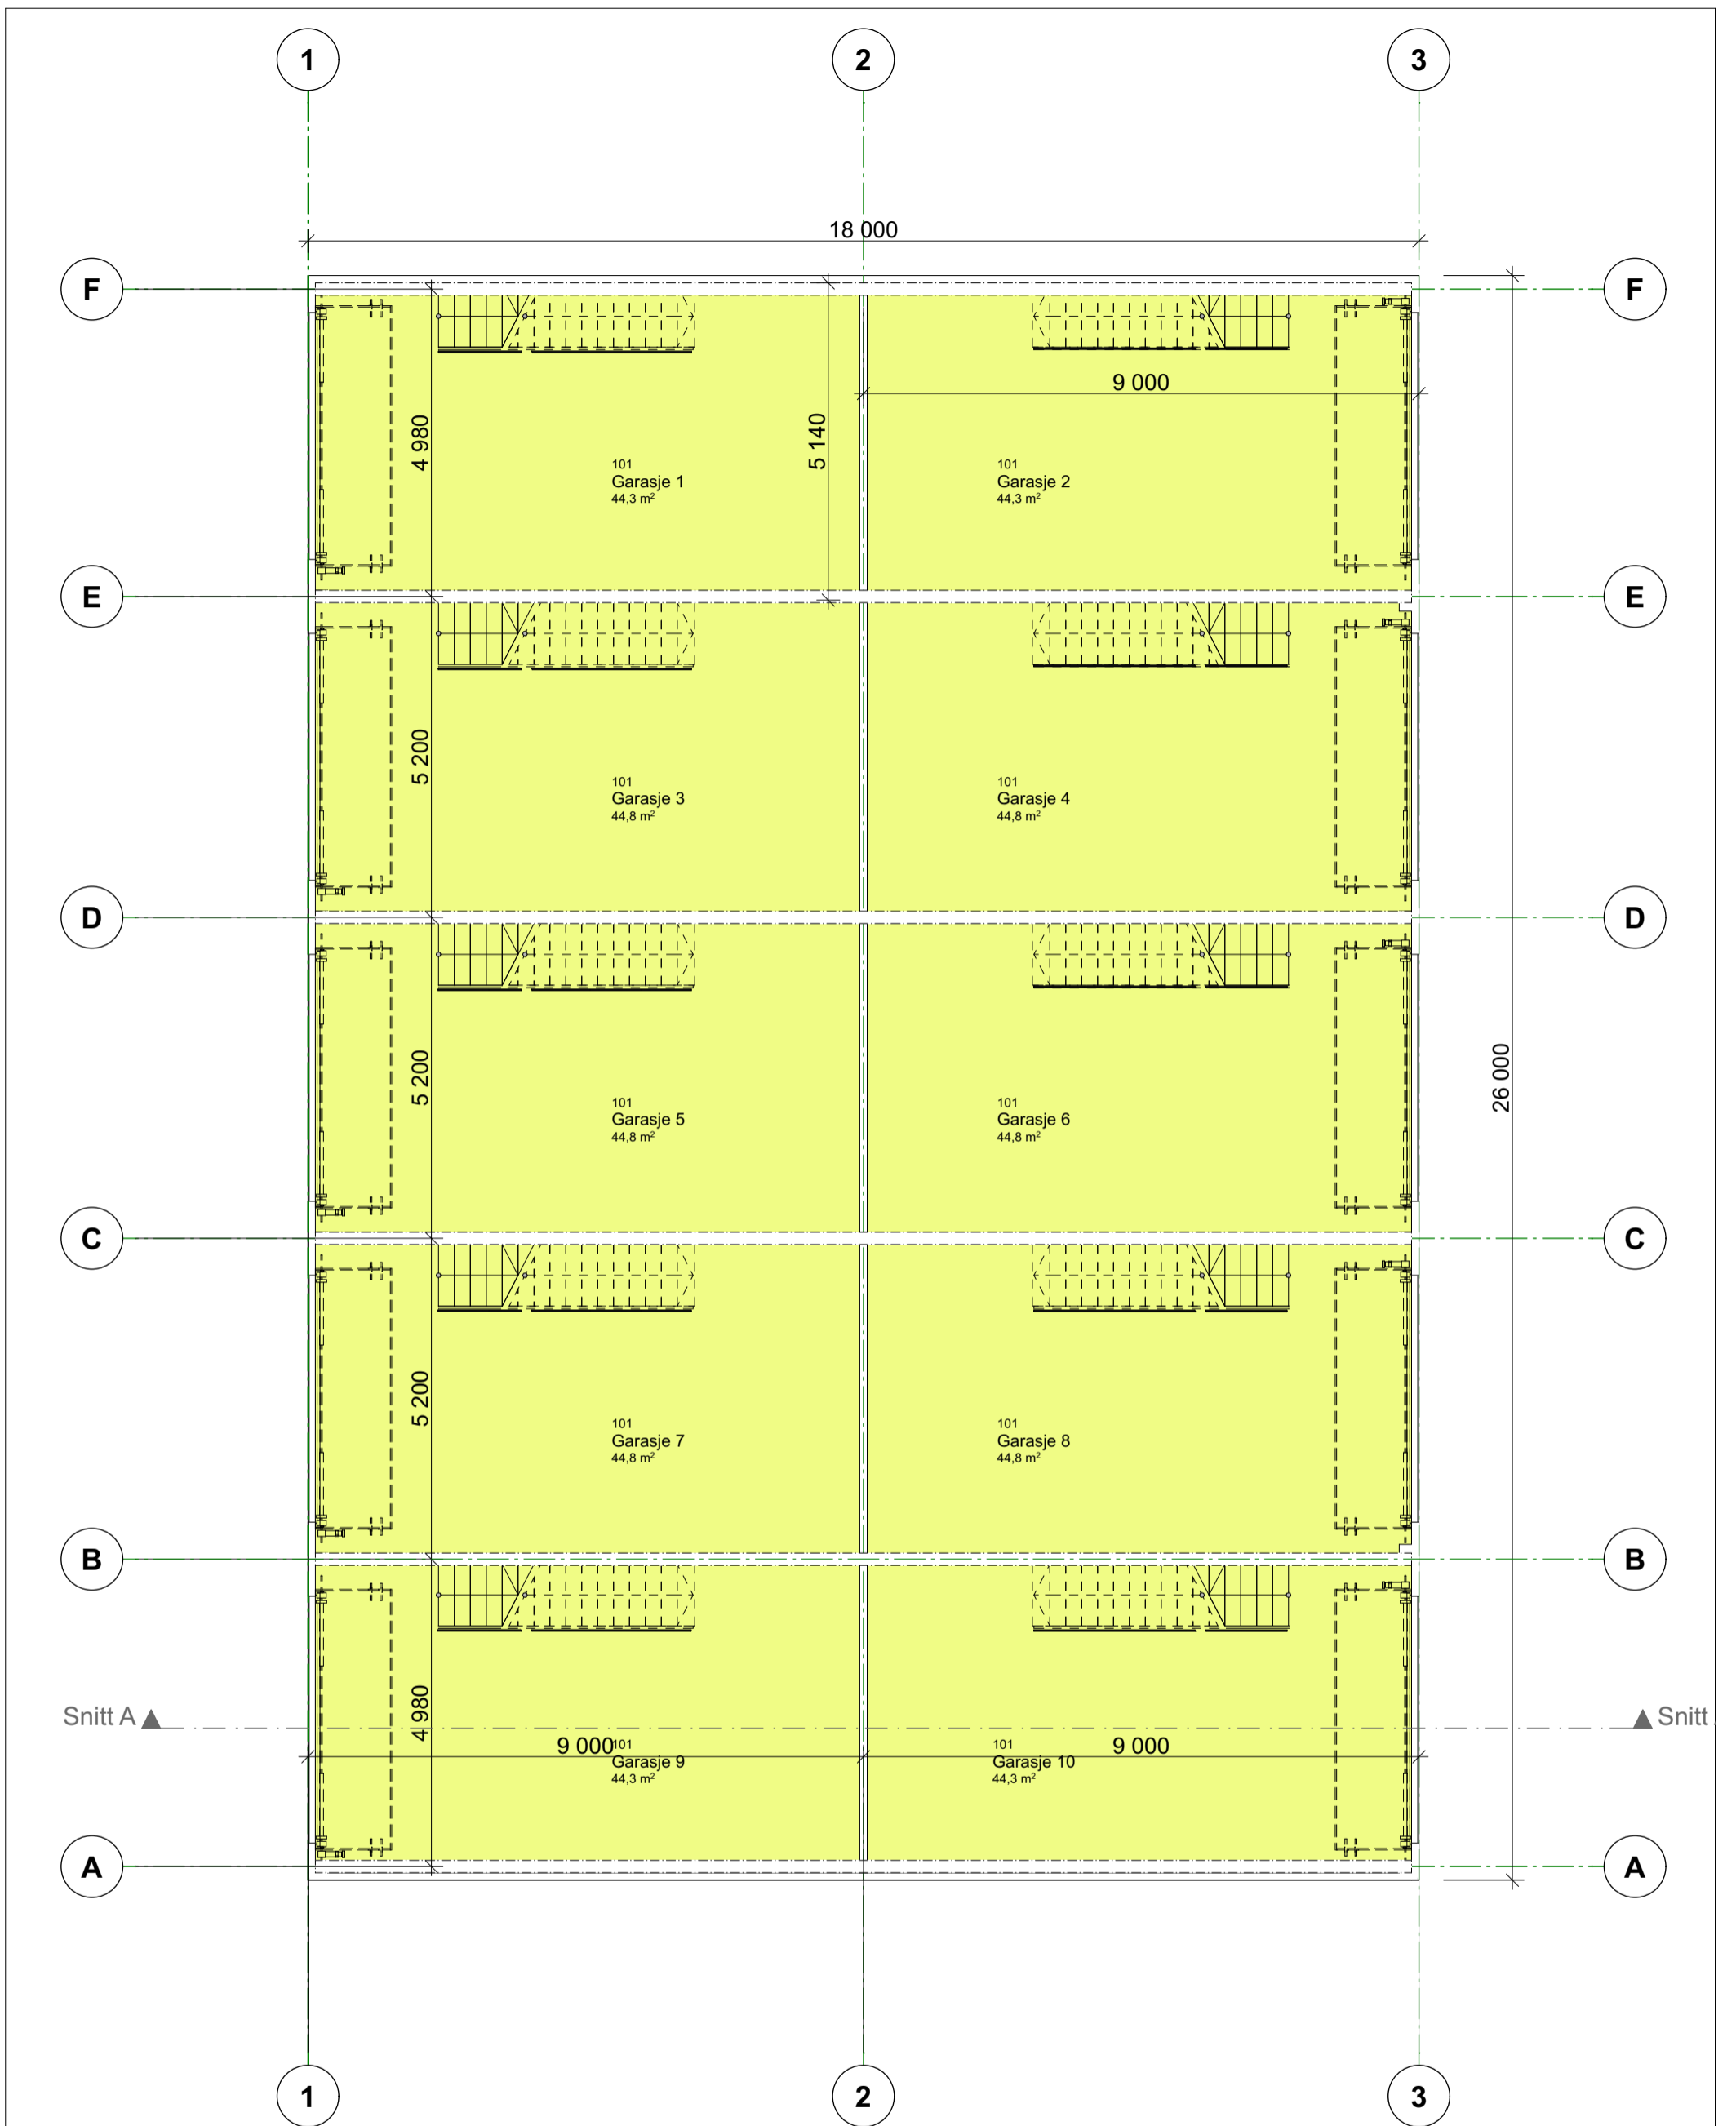 1 2 3
18 000
F F
9 000
4 980
5 140
101
Garasje 1
44,3 m²
101
Garasje 2
44,3 m²
E E
5 200
101
Garasje 3
44,8 m²
101
Garasje 4
44,8 m²
D D
5 200
26 000
101
Garasje 5
44,8 m²
101
Garasje 6
44,8 m²
C C
5 200
101
Garasje 7
44,8 m²
101
Garasje 8
44,8 m²
B B
4 980
Snitt A
Snitt
9 000
9 000
101
Garasje 9
44,3 m²
101
Garasje 10
44,3 m²
A A
1 2 3